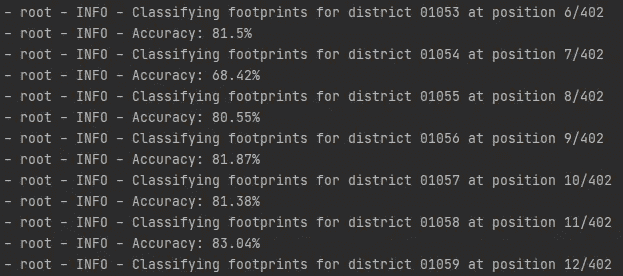 - root - INFO - Classifying footprints for district 01053 at position 6/402
- root - INFO - Accuracy: 81.5%
- root - INFO - Classifying footprints for district 01054 at position 7/402
- root - INFO - Accuracy: 68.42%
- root - INFO - Classifying footprints for district 01055 at position 8/402
- root - INFO - Accuracy: 80.55%
- root - INFO - Classifying footprints for district 01056 at position 9/402
- root - INFO - Accuracy: 81.87%
- root - INFO - Classifying footprints for district 01057 at position 10/402
- root - INFO - Accuracy: 81.38%
- root - INFO - Classifying footprints for district 01058 at position 11/402
- root - INFO - Accuracy: 83.04%
- root - INFO - Classifying footprints for district 01059 at position 12/402